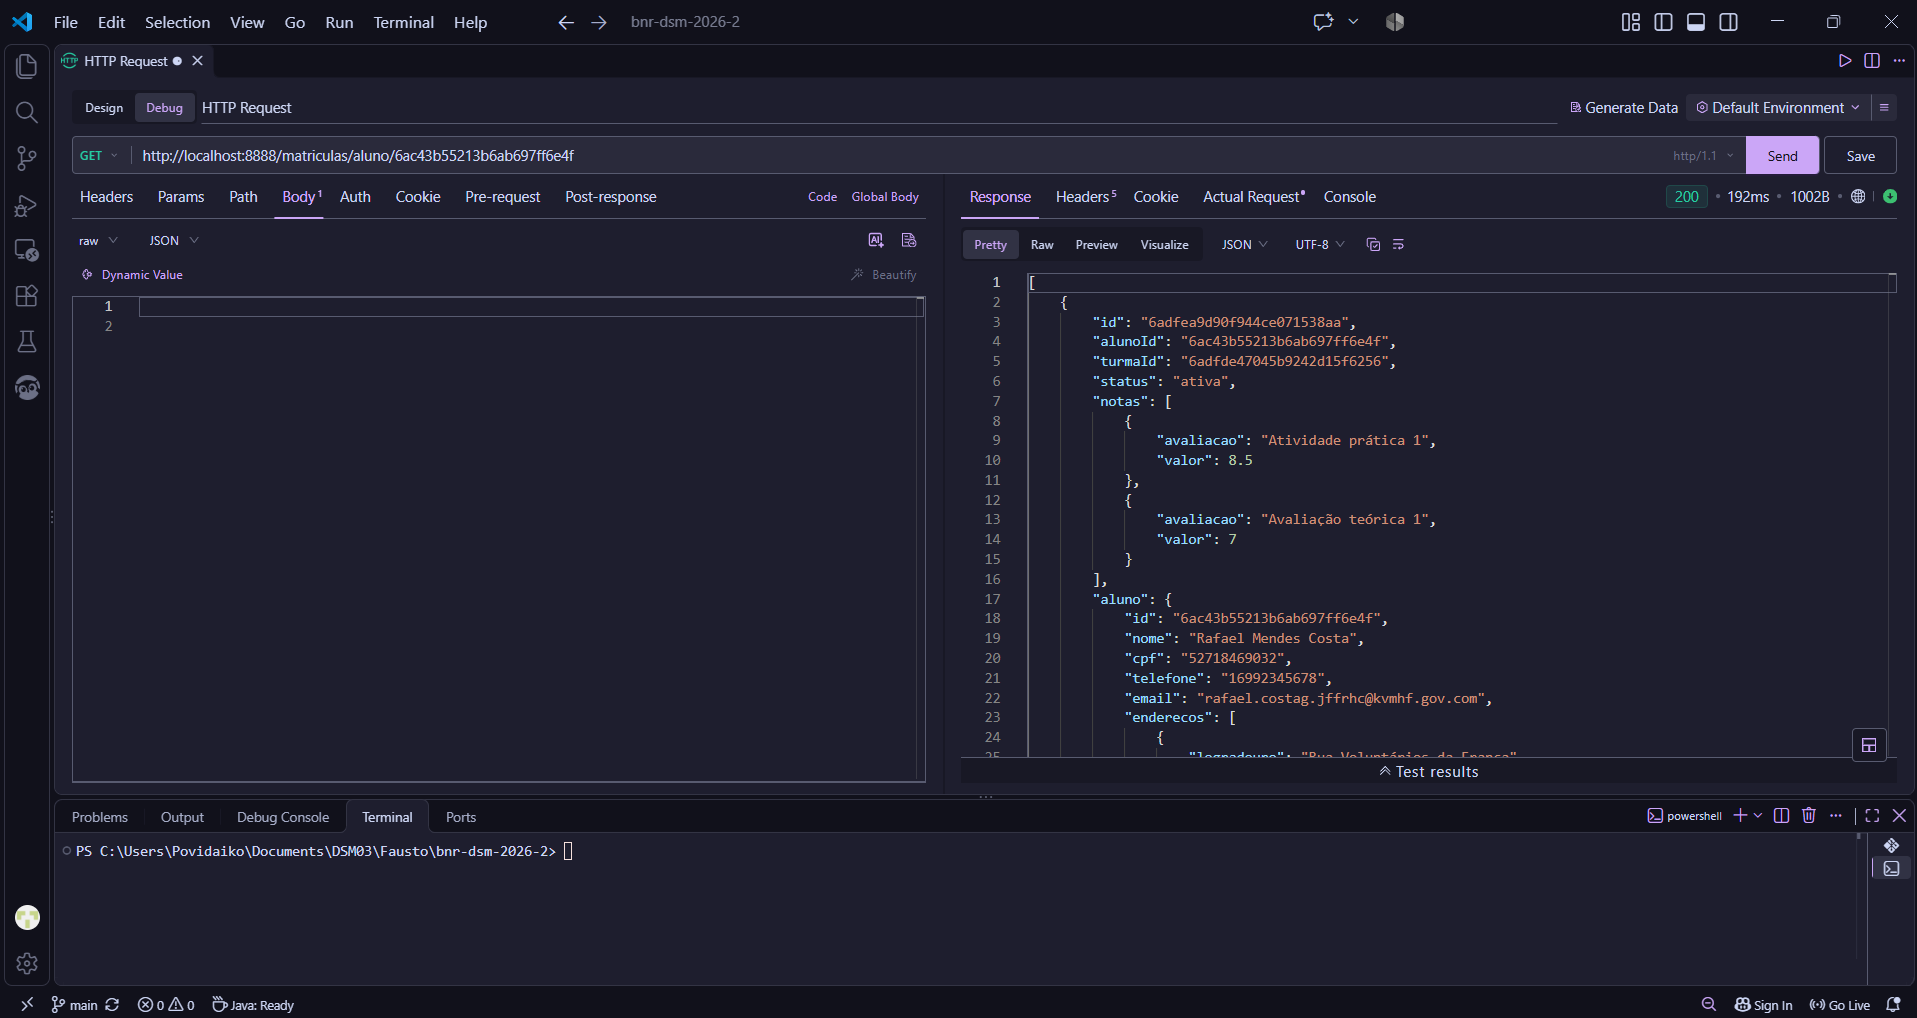 File Edit Selection View Go Run Terminal Help bnr-dsm-2026-2
HTTP Request
Design Debug HTTP Request Generate Data Default Environment
GET http://localhost:8888/matriculas/aluno/6ac43b55213b6ab697ff6e4f http/1.1 Send Save
Headers Params Path Body 1 Auth Cookie Pre-request Post-response Code Global Body
raw JSON
Dynamic Value Beautify
1
2
Response Headers 5 Cookie Actual Request Console 200 • 192ms • 1002B
Pretty Raw Preview Visualize JSON UTF-8
1 [
2 {
3 "id": "6adfea9d90f944ce071538aa",
4 "alunoId": "6ac43b55213b6ab697ff6e4f",
5 "turmaId": "6adfde47045b9242d15f6256",
6 "status": "ativa",
7 "notas": [
8 {
9 "avaliacao": "Atividade prática 1",
10 "valor": 8.5
11 },
12 {
13 "avaliacao": "Avaliação teórica 1",
14 "valor": 7
15 }
16 ],
17 "aluno": {
18 "id": "6ac43b55213b6ab697ff6e4f",
19 "nome": "Rafael Mendes Costa",
20 "cpf": "52718469032",
21 "telefone": "16992345678",
22 "email": "rafael.costag.jffrhc@kvmhf.gov.com",
23 "enderecos": [
24 {
25 "logradouro": "Rua Voluntários da Franca"
Test results
Problems Output Debug Console Terminal Ports powershell
PS C:\Users\Povidaiko\Documents\DSM03\Fausto\bnr-dsm-2026-2>
main 0 0 Java: Ready Sign In Go Live